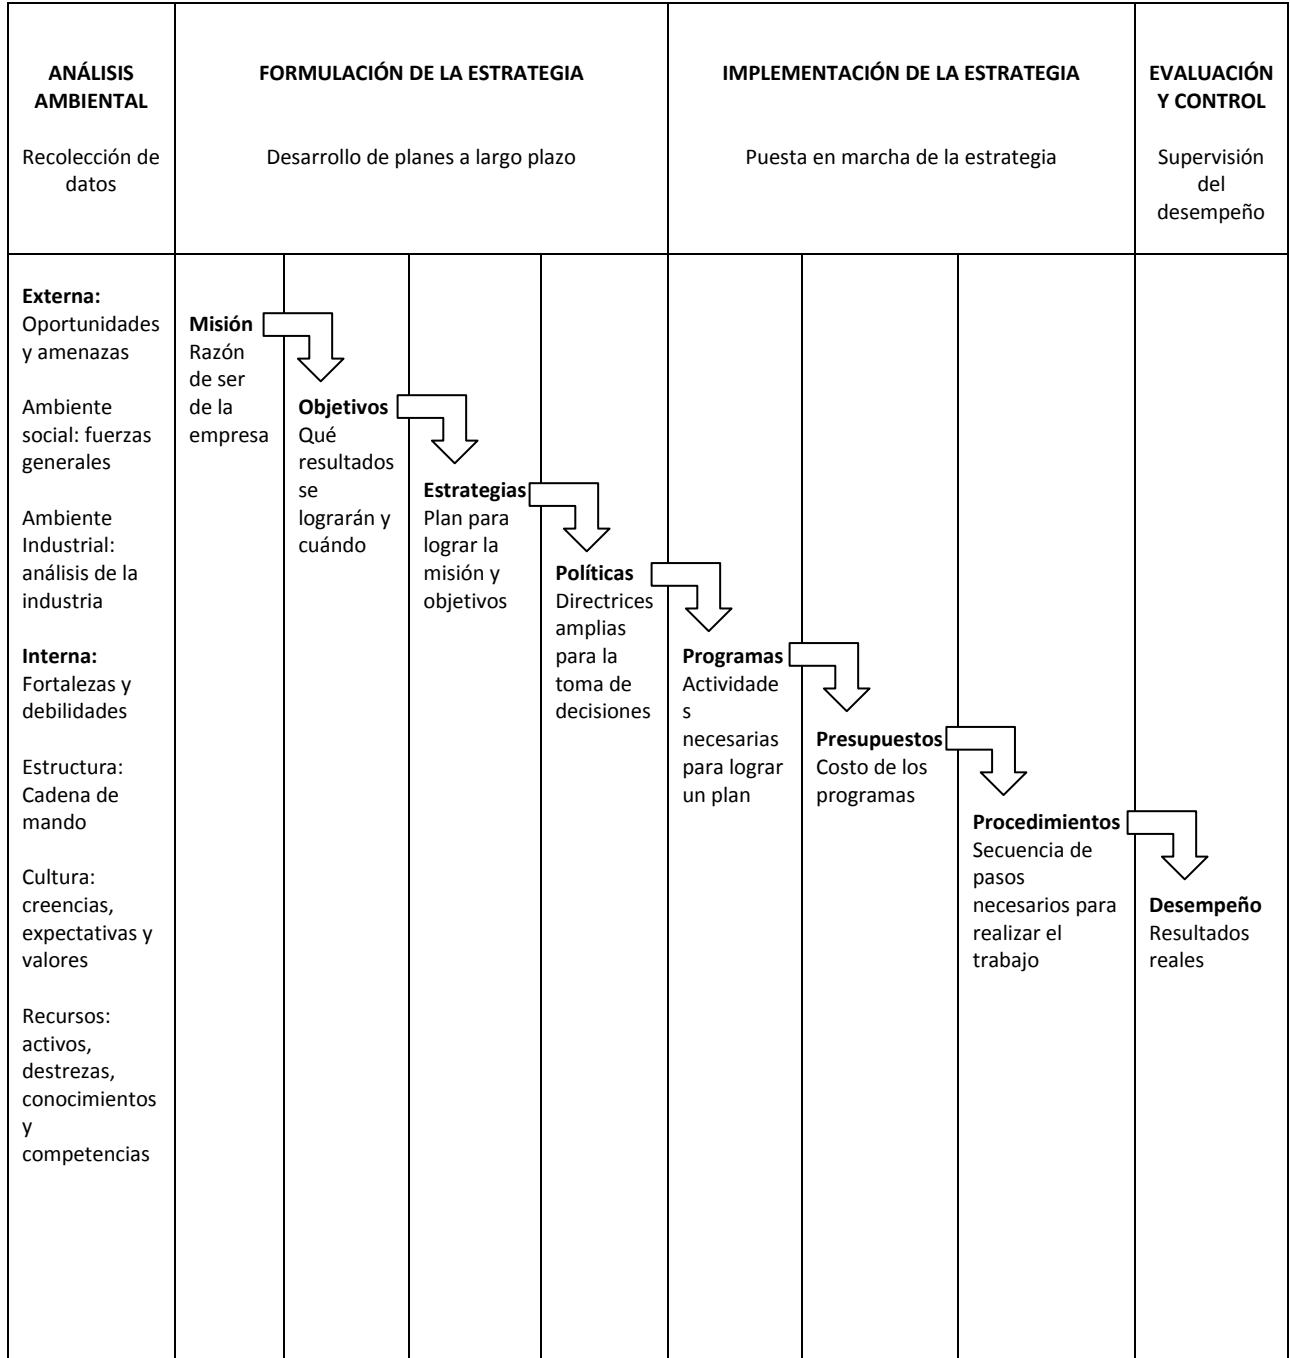 ANÁLISIS
AMBIENTAL
Recolección de
datos
FORMULACIÓN DE LA ESTRATEGIA
Desarrollo de planes a largo plazo
IMPLEMENTACIÓN DE LA ESTRATEGIA
Puesta en marcha de la estrategia
EVALUACIÓN
Y CONTROL
Supervisión
del
desempeño
Externa:
Oportunidades
y amenazas
Ambiente
social: fuerzas
generales
Ambiente
Industrial:
análisis de la
industria
Interna:
Fortalezas y
debilidades
Estructura:
Cadena de
mando
Cultura:
creencias,
expectativas y
valores
Recursos:
activos,
destrezas,
conocimientos
y
competencias
Misión
Razón
de ser
de la
empresa
Objetivos
Qué
resultados
se
lograrán y
cuándo
Estrategias
Plan para
lograr la
misión y
objetivos
Políticas
Directrices
amplias
para la
toma de
decisiones
Programas
Actividade
s
necesarias
para lograr
un plan
Presupuestos
Costo de los
programas
Procedimientos
Secuencia de
pasos
necesarios para
realizar el
trabajo
Desempeño
Resultados
reales